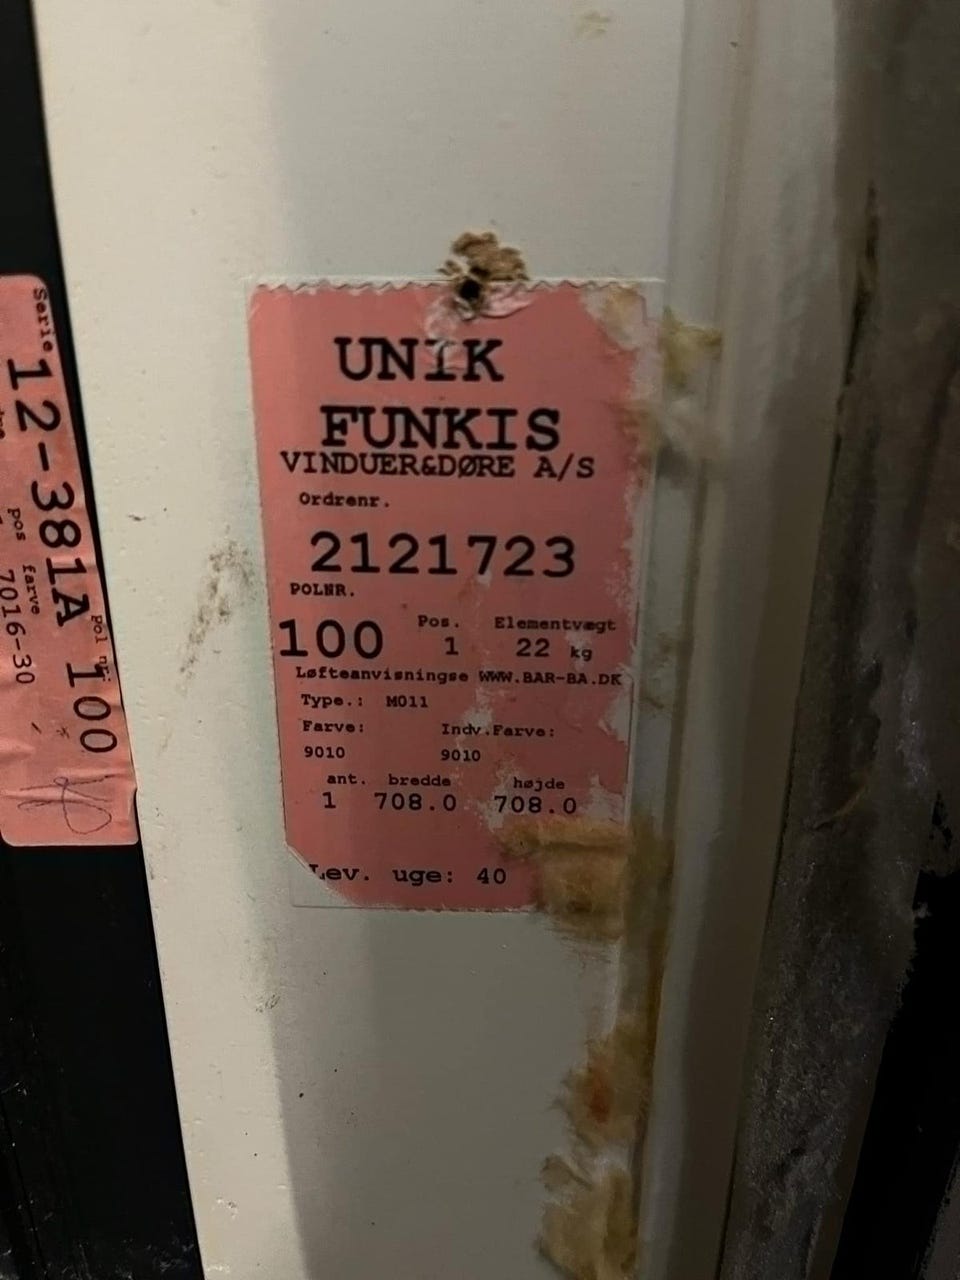 UNIK
FUNKIS
VINDUER&DØRE A/S
Ordrenr.
2121723
POLNR.
100 Pos. 1 Elementvægt 22 kg
Løfteanvisningse WWW.BAR-BA.DK
Type.: M011
Farve: Indv.Farve:
9010 9010
ant. bredde højde
1 708.0 708.0
Lev. uge: 40
Serie pol nr.
12-381A 100
pos farve
7016-30